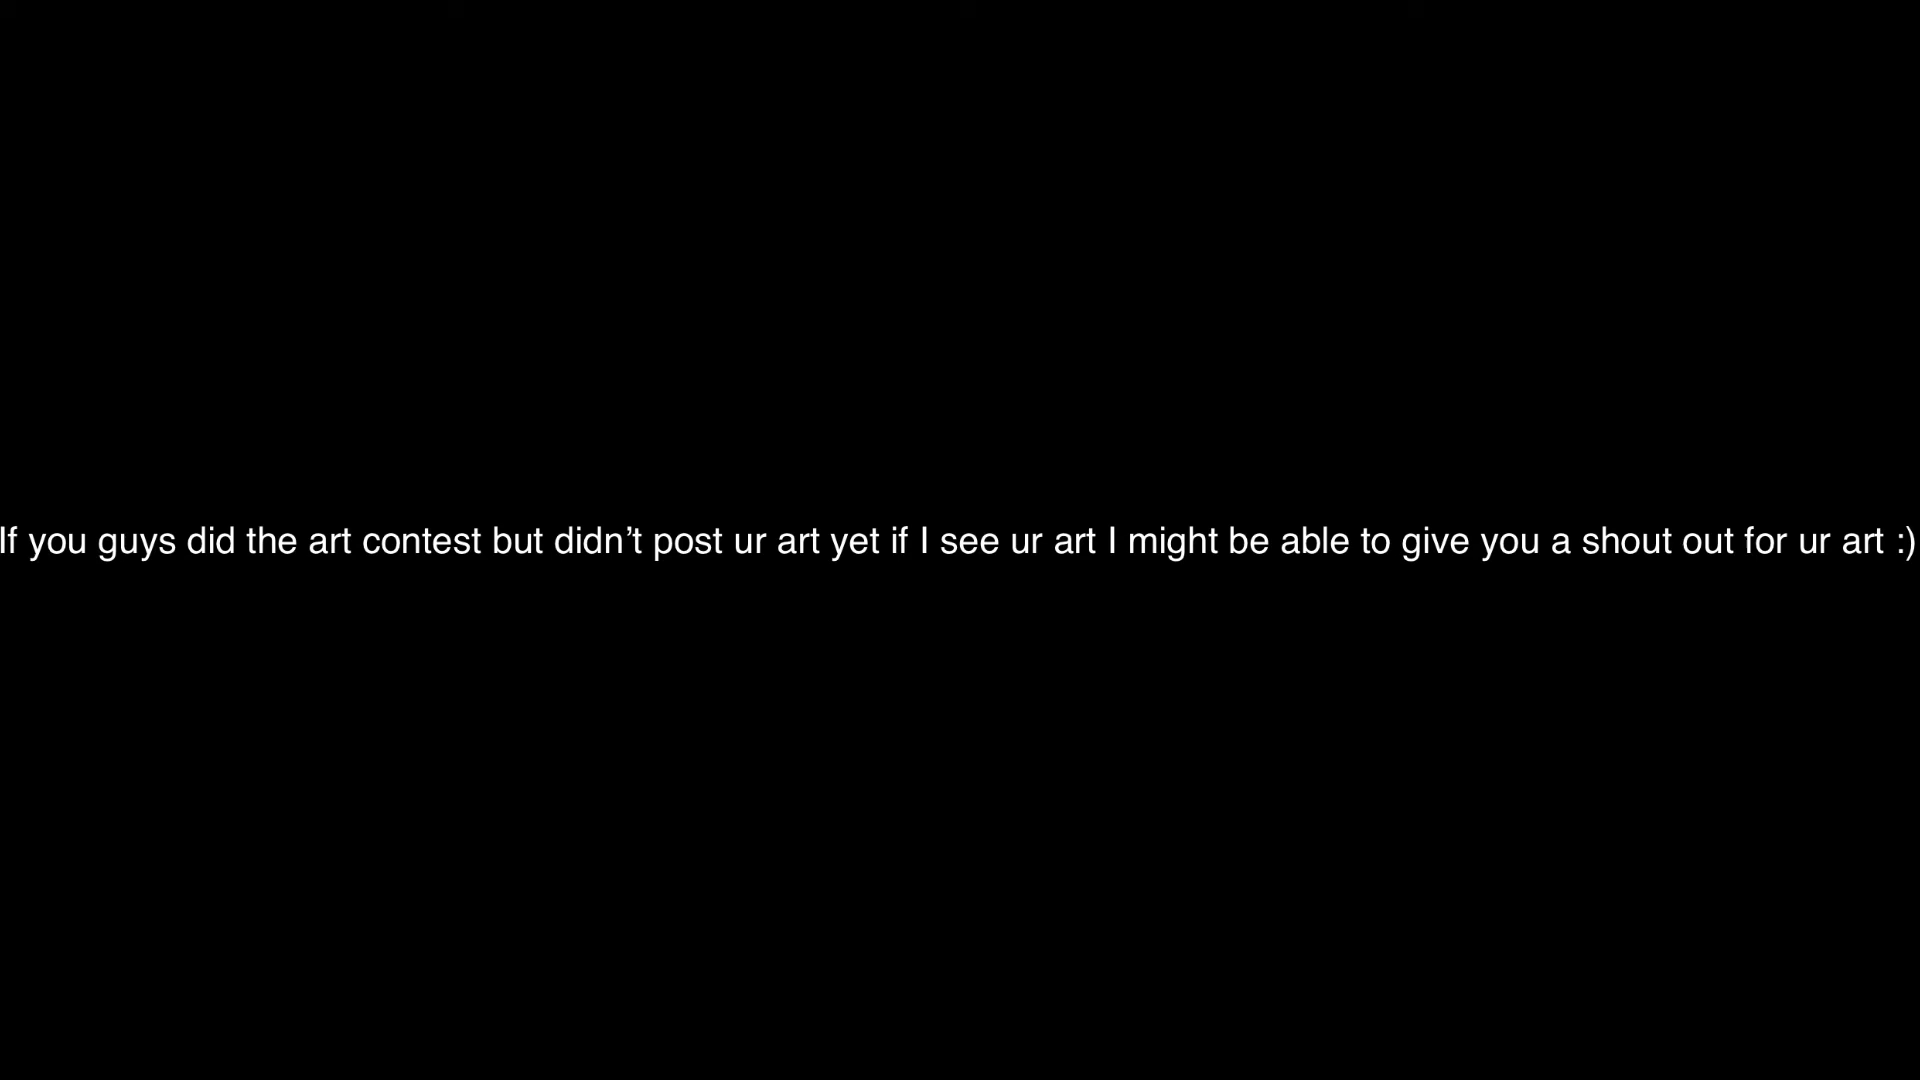 If you guys did the art contest but didn’t post ur art yet if I see ur art I might be able to give you a shout out for ur art :)